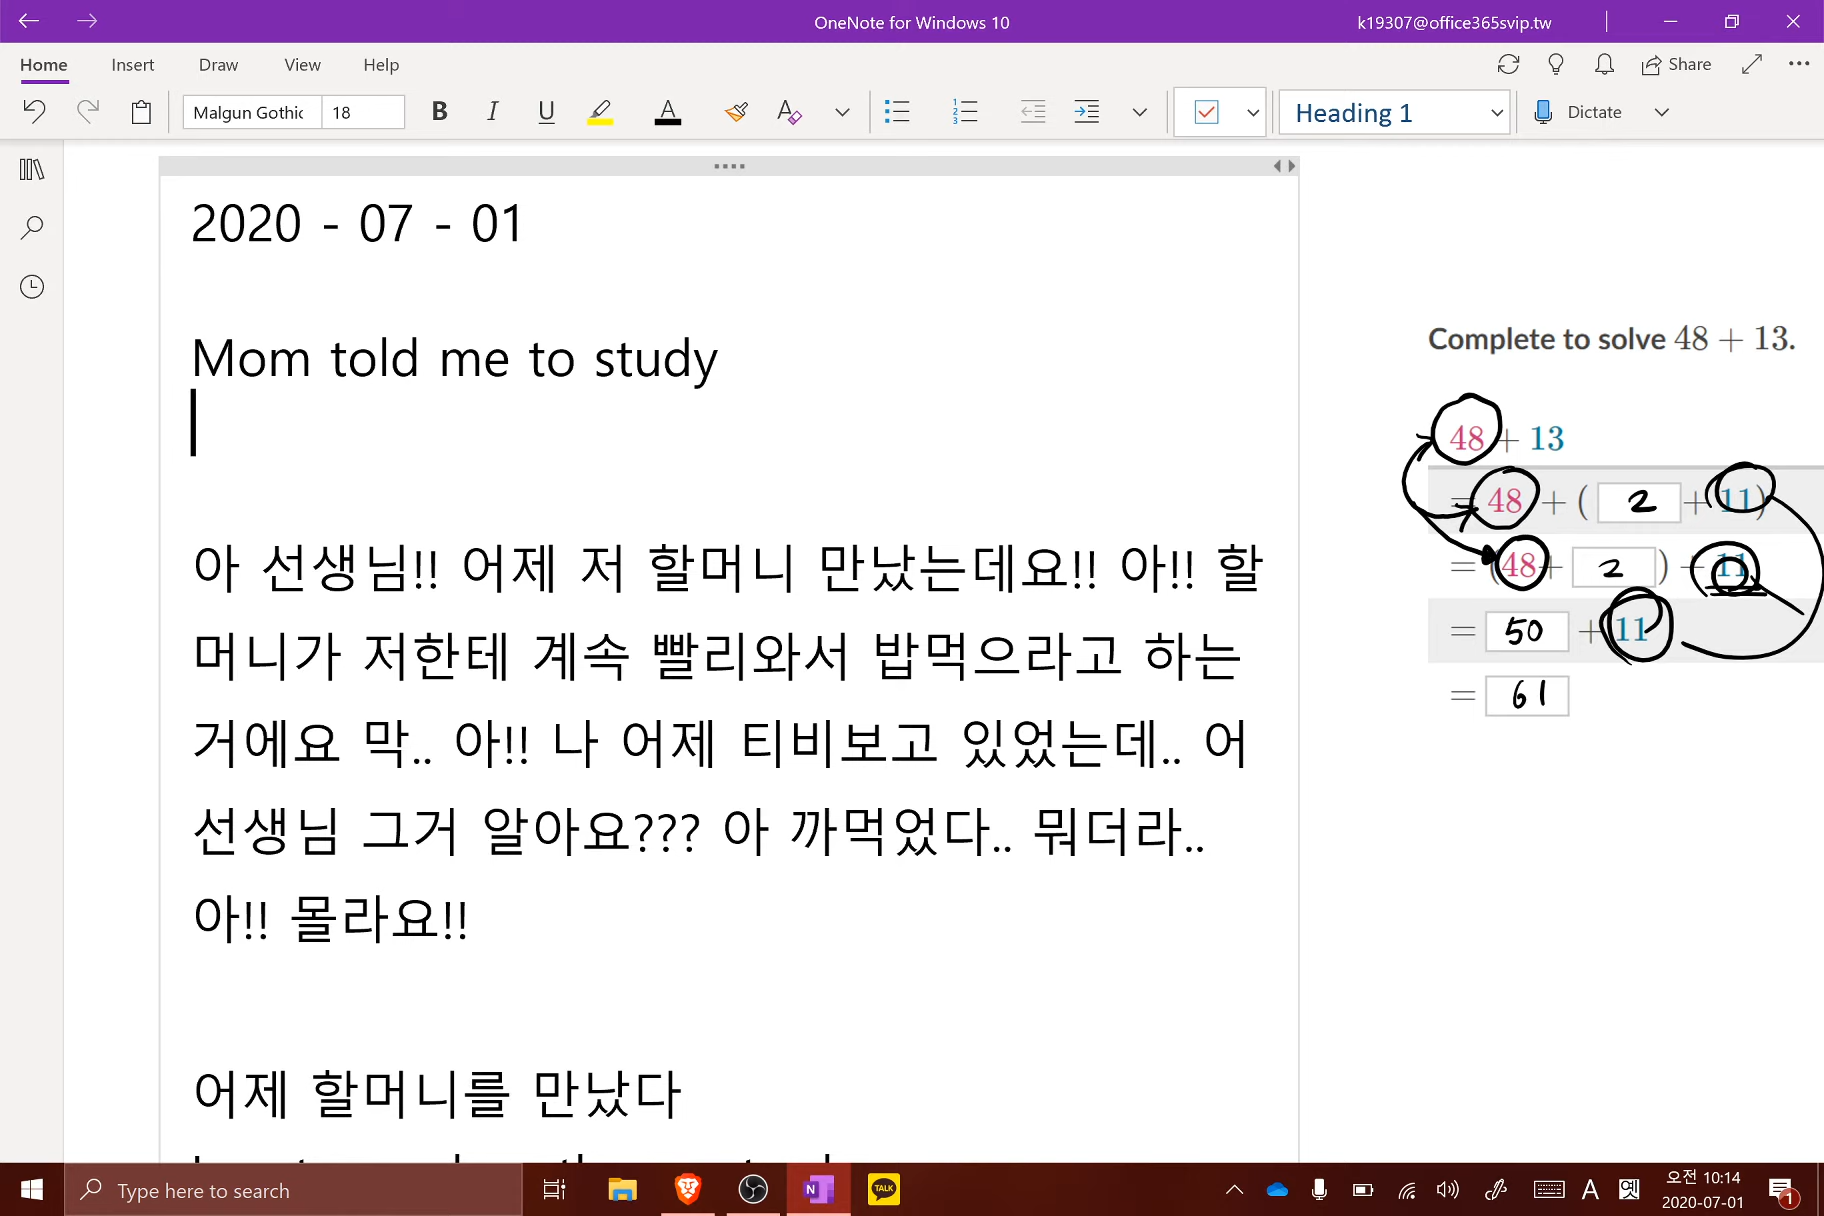 OneNote for Windows 10
k19307@office365svip.tw
Home Insert Draw View Help
Share
Malgun Gothic 18 B I U A A
Heading 1
Dictate
2020 - 07 - 01
Mom told me to study
아 선생님!! 어제 저 할머니 만났는데요!! 아!! 할
머니가 저한테 계속 빨리와서 밥먹으라고 하는
거에요 막.. 아!! 나 어제 티비보고 있었는데.. 어
선생님 그거 알아요??? 아 까먹었다.. 뭐더라..
아!! 몰라요!!
어제 할머니를 만났다
Complete to solve 48 + 13.
48 + 13
= 48 + ( 2 + 11)
= (48 + 2 ) + 11
= 50 + 11
= 61
Type here to search
N
TALK
A 옛
오전 10:14
2020-07-01
1